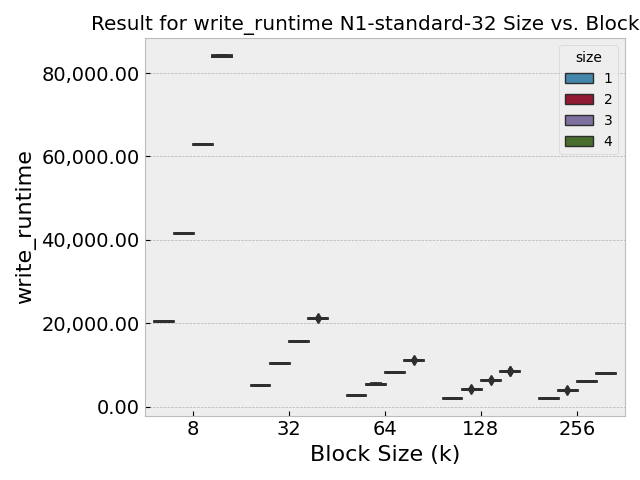 Result for write_runtime N1-standard-32 Size vs. Block
size
1
2
3
4
80,000.00
60,000.00
40,000.00
20,000.00
0.00
write_runtime
8 32 64 128 256
Block Size (k)